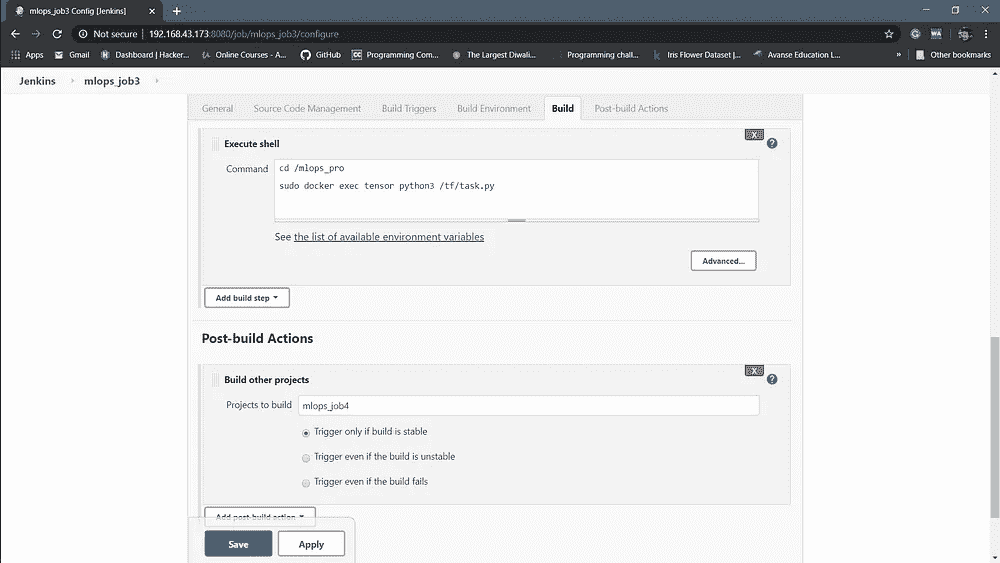 mlops_job3 Config [Jenkins]
Not secure | 192.168.43.173:8080/job/mlops_job3/configure
Apps Gmail Dashboard | Hacker... Online Courses - A... GitHub Programming Com... The Largest Diwali... Programming chall... Iris Flower Dataset |... Avanse Education L... » Other bookmarks
Jenkins mlops_job3
General Source Code Management Build Triggers Build Environment Build Post-build Actions
X
Execute shell
Command cd /mlops_pro
sudo docker exec tensor python3 /tf/task.py
See the list of available environment variables
Advanced...
Add build step
Post-build Actions
X
Build other projects
Projects to build mlops_job4
Trigger only if build is stable
Trigger even if the build is unstable
Trigger even if the build fails
Add post-build action
Save Apply